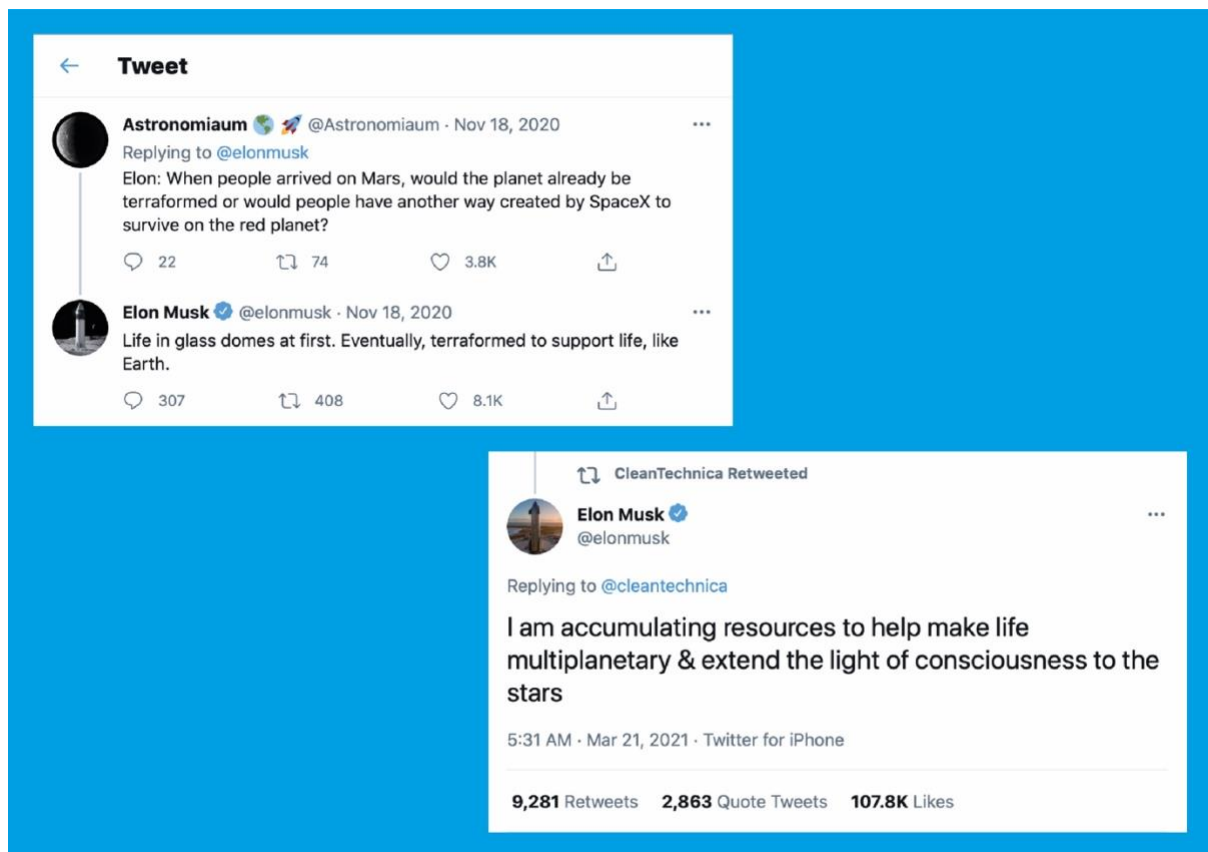 Tweet
Astronomiaum 🌎 🚀 @Astronomiaum · Nov 18, 2020
Replying to @elonmusk
Elon: When people arrived on Mars, would the planet already be
terraformed or would people have another way created by SpaceX to
survive on the red planet?
22 74 3.8K
Elon Musk @elonmusk · Nov 18, 2020
Life in glass domes at first. Eventually, terraformed to support life, like
Earth.
307 408 8.1K
CleanTechnica Retweeted
Elon Musk
@elonmusk
Replying to @cleantechnica
I am accumulating resources to help make life
multiplanetary & extend the light of consciousness to the
stars
5:31 AM · Mar 21, 2021 · Twitter for iPhone
9,281 Retweets 2,863 Quote Tweets 107.8K Likes